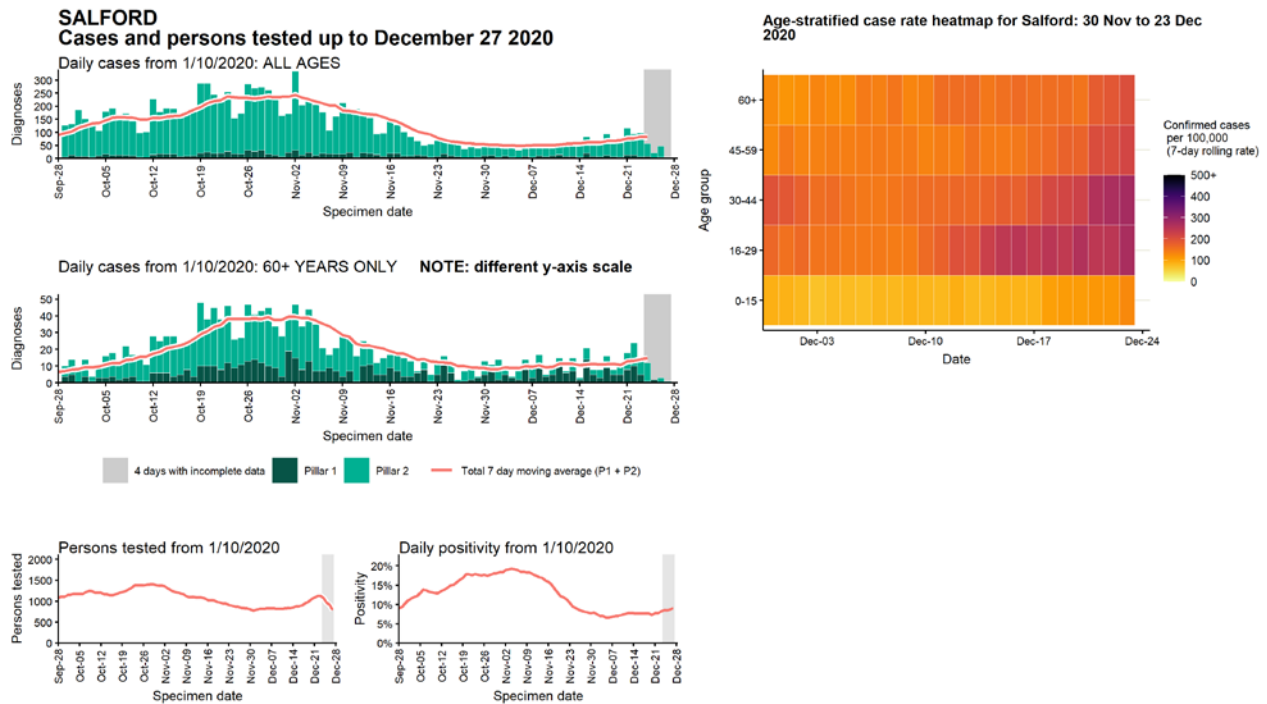 SALFORD
Cases and persons tested up to December 27 2020
Daily cases from 1/10/2020: ALL AGES
Diagnoses
300
250
200
150
100
50
0
Sep-28
Oct-05
Oct-12
Oct-19
Oct-26
Nov-02
Nov-09
Nov-16
Nov-23
Nov-30
Dec-07
Dec-14
Dec-21
Dec-28
Specimen date
Daily cases from 1/10/2020: 60+ YEARS ONLY NOTE: different y-axis scale
Diagnoses
50
40
30
20
10
0
Sep-28
Oct-05
Oct-12
Oct-19
Oct-26
Nov-02
Nov-09
Nov-16
Nov-23
Nov-30
Dec-07
Dec-14
Dec-21
Dec-28
Specimen date
4 days with incomplete data
Pillar 1
Pillar 2
Total 7 day moving average (P1 + P2)
Persons tested from 1/10/2020
Persons tested
2000
1500
1000
500
0
Sep-28
Oct-05
Oct-12
Oct-19
Oct-26
Nov-02
Nov-09
Nov-16
Nov-23
Nov-30
Dec-07
Dec-14
Dec-21
Dec-28
Specimen date
Daily positivity from 1/10/2020
Positivity
20%
15%
10%
5%
0%
Sep-28
Oct-05
Oct-12
Oct-19
Oct-26
Nov-02
Nov-09
Nov-16
Nov-23
Nov-30
Dec-07
Dec-14
Dec-21
Dec-28
Specimen date
Age-stratified case rate heatmap for Salford: 30 Nov to 23 Dec
2020
Age group
60+
45-59
30-44
16-29
0-15
Dec-03
Dec-10
Dec-17
Dec-24
Date
Confirmed cases
per 100,000
(7-day rolling rate)
500+
400
300
200
100
0